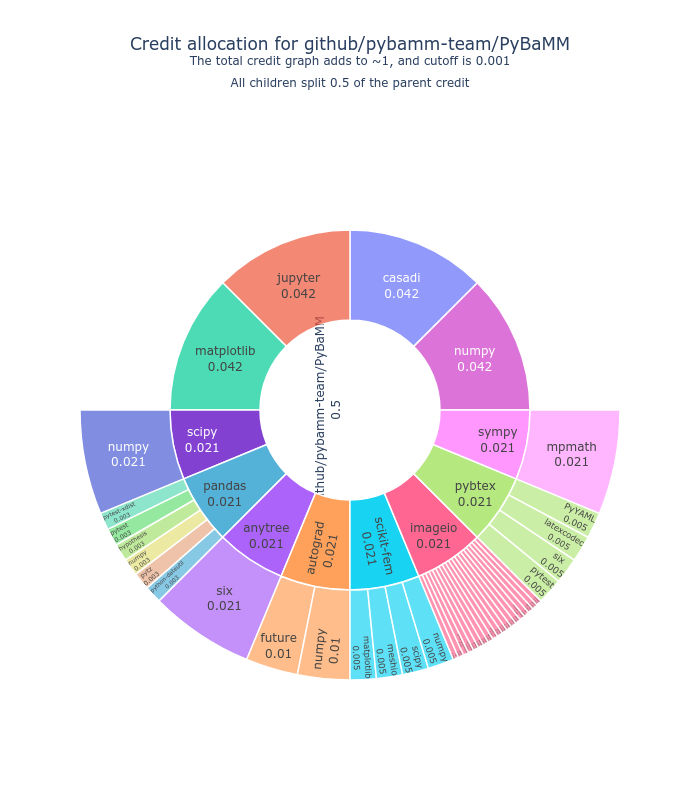 Credit allocation for github/pybamm-team/PyBaMM
The total credit graph adds to ~1, and cutoff is 0.001
All children split 0.5 of the parent credit
jupyter
0.042
casadi
0.042
matplotlib
0.042
numpy
0.042
thub/pybamm-team/PyBaMM
0.5
numpy
0.021
scipy
0.021
sympy
0.021
mpmath
0.021
pandas
0.021
pybtex
0.021
anytree
0.021
autograd
0.021
scikit-fem
0.021
imageio
0.021
pytest-xdist
0.003
pytest
0.003
hypothesis
0.003
numpy
0.003
pytz
0.003
python-dateutil
0.003
six
0.021
future
0.01
numpy
0.01
matplotlib
0.005
meshio
0.005
scipy
0.005
numpy
0.005
pytest
0.005
six
0.005
latexcodec
0.005
PyYAML
0.005